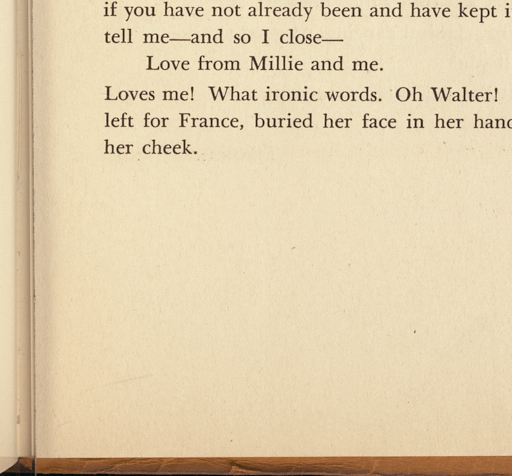 if you have not already been and have kept
tell me—and so I close—
Love from Millie and me.
Loves me! What ironic words. Oh Walter!
left for France, buried her face in her
her cheek.